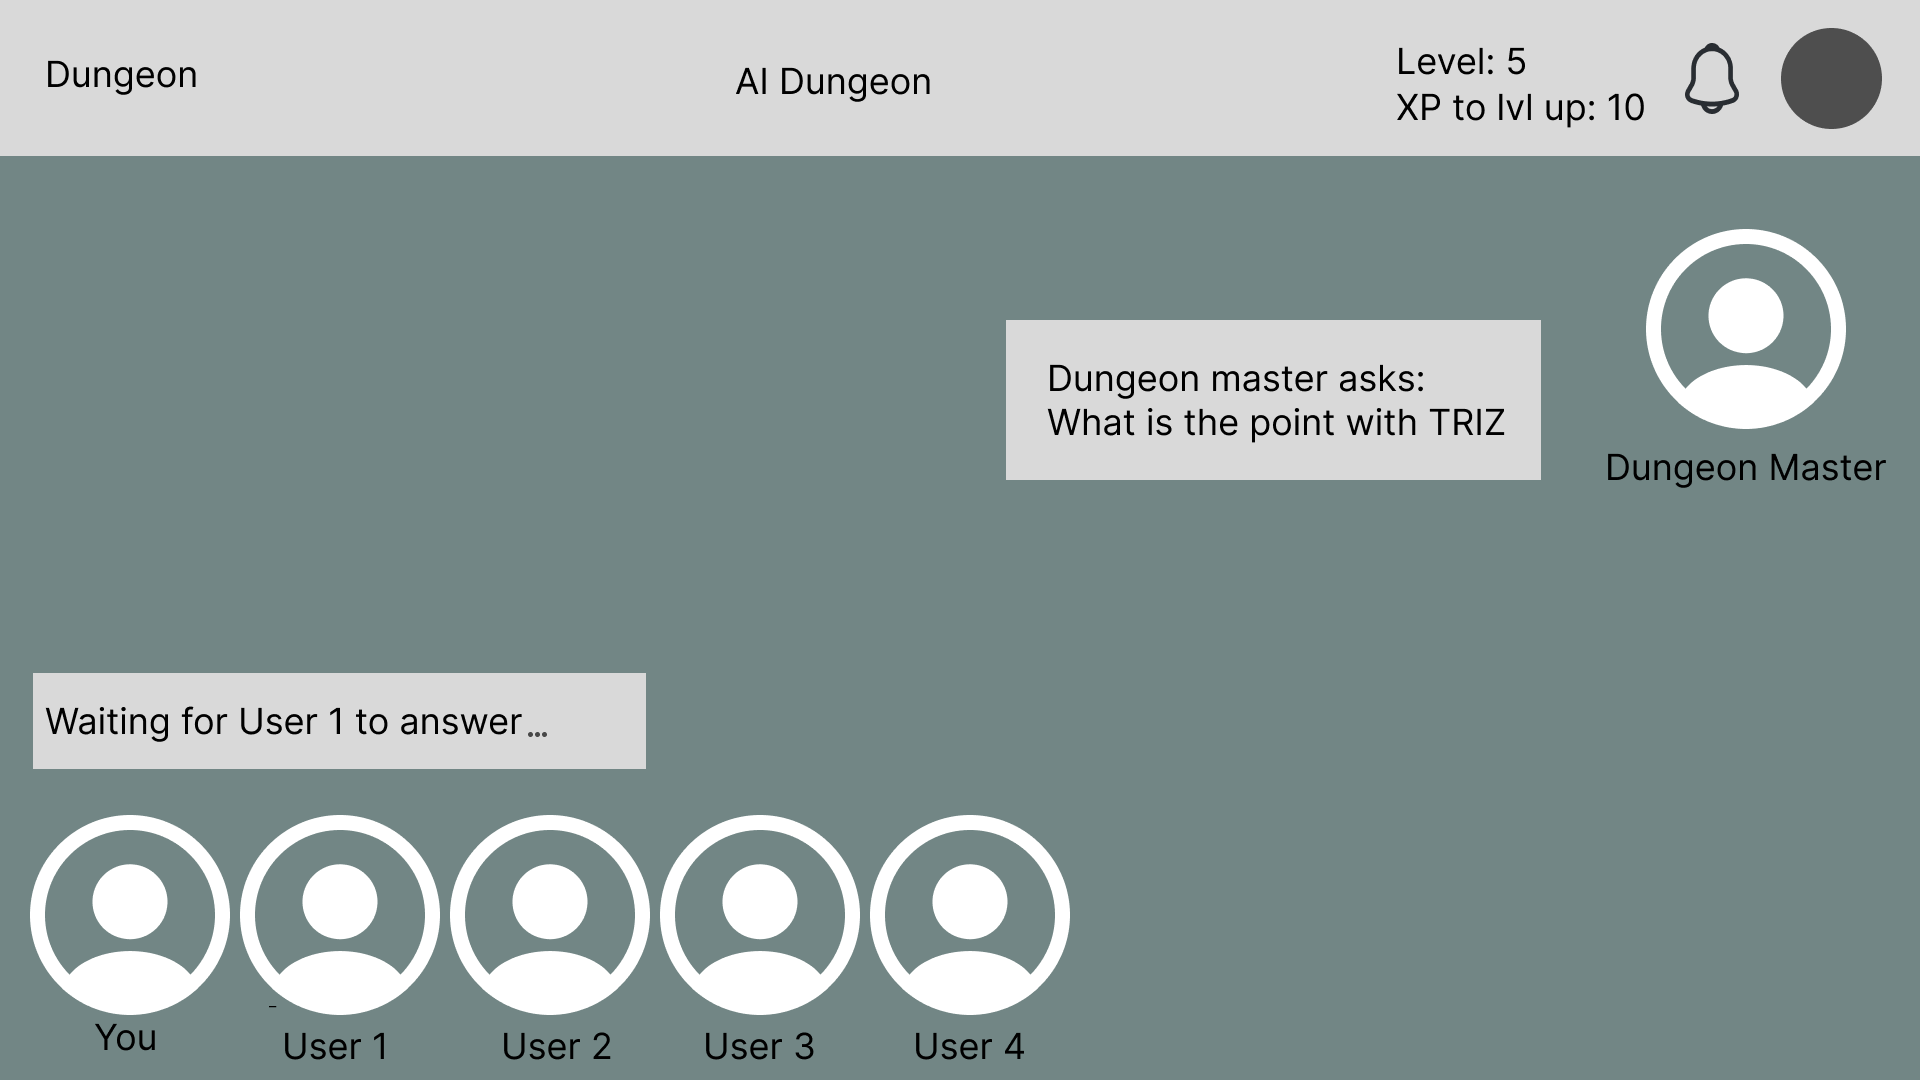 Dungeon
AI Dungeon
Level: 5
XP to lvl up: 10
Dungeon master asks:
What is the point with TRIZ
Dungeon Master
Waiting for User 1 to answer...
You
User 1
User 2
User 3
User 4